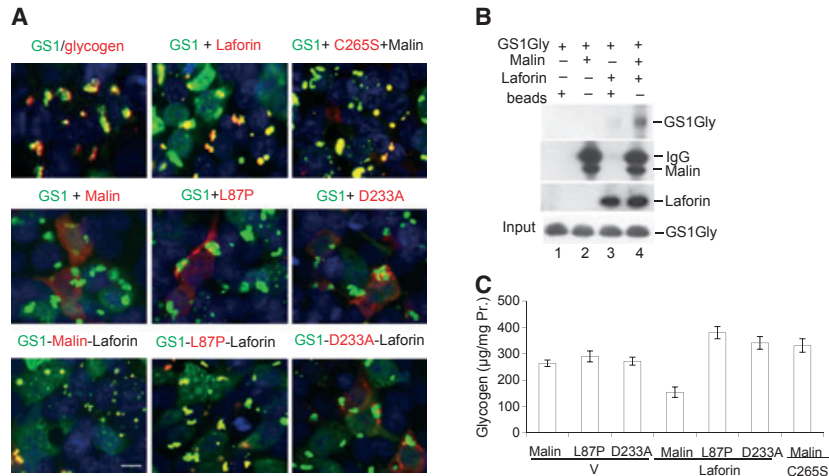 A
GS1/glycogen GS1 + Laforin GS1+ C265S+Malin
GS1 + Malin GS1+L87P GS1+ D233A
GS1-Malin-Laforin GS1-L87P-Laforin GS1-D233A-Laforin
B
GS1Gly + + + +
Malin – + – +
Laforin – – + +
beads + – + –
GS1Gly
IgG
Malin
Laforin
Input GS1Gly
1 2 3 4
C
Glycogen (µg/mg Pr.)
500
400
300
200
100
0
Malin L87P D233A Malin L87P D233A Malin
V Laforin C265S